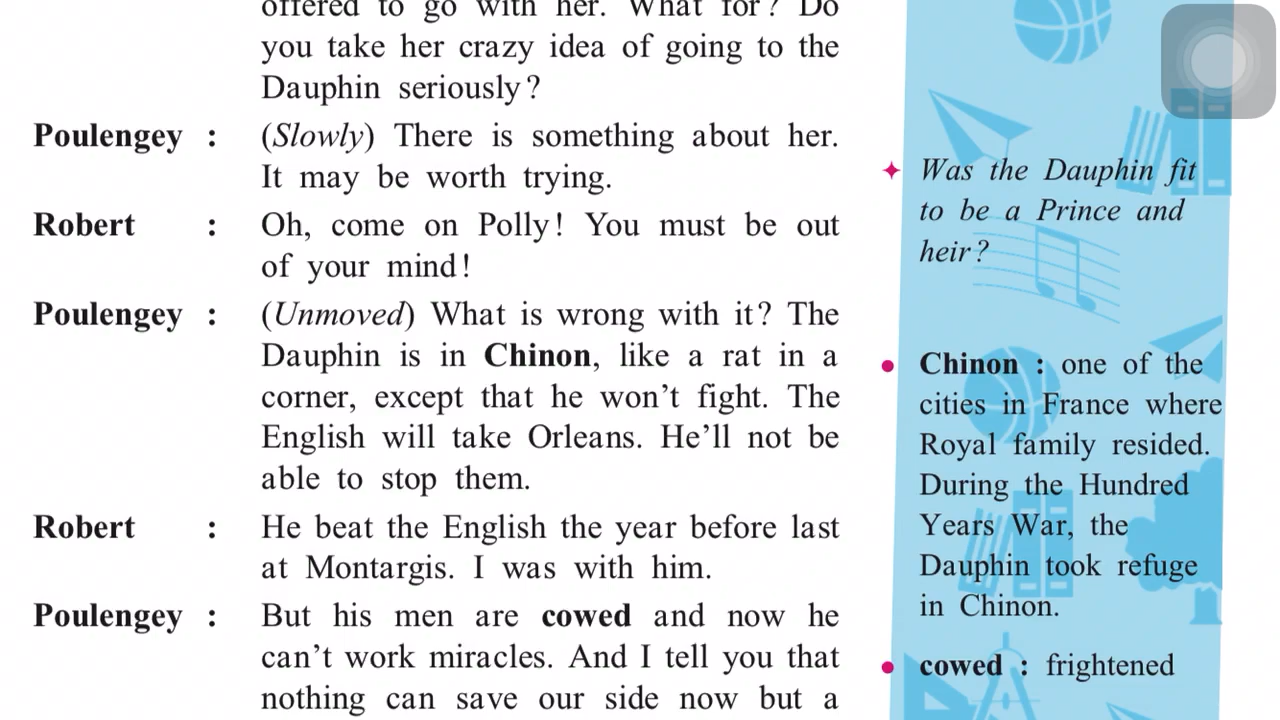 offered to go with her. What for? Do
you take her crazy idea of going to the
Dauphin seriously?
Poulengey : (Slowly) There is something about her.
It may be worth trying.
Robert : Oh, come on Polly! You must be out
of your mind!
Poulengey : (Unmoved) What is wrong with it? The
Dauphin is in Chinon, like a rat in a
corner, except that he won't fight. The
English will take Orleans. He'll not be
able to stop them.
Robert : He beat the English the year before last
at Montargis. I was with him.
Poulengey : But his men are cowed and now he
can't work miracles. And I tell you that
nothing can save our side now but a
Was the Dauphin fit
to be a Prince and
heir?
Chinon : one of the
cities in France where
Royal family resided.
During the Hundred
Years War, the
Dauphin took refuge
in Chinon.
cowed : frightened